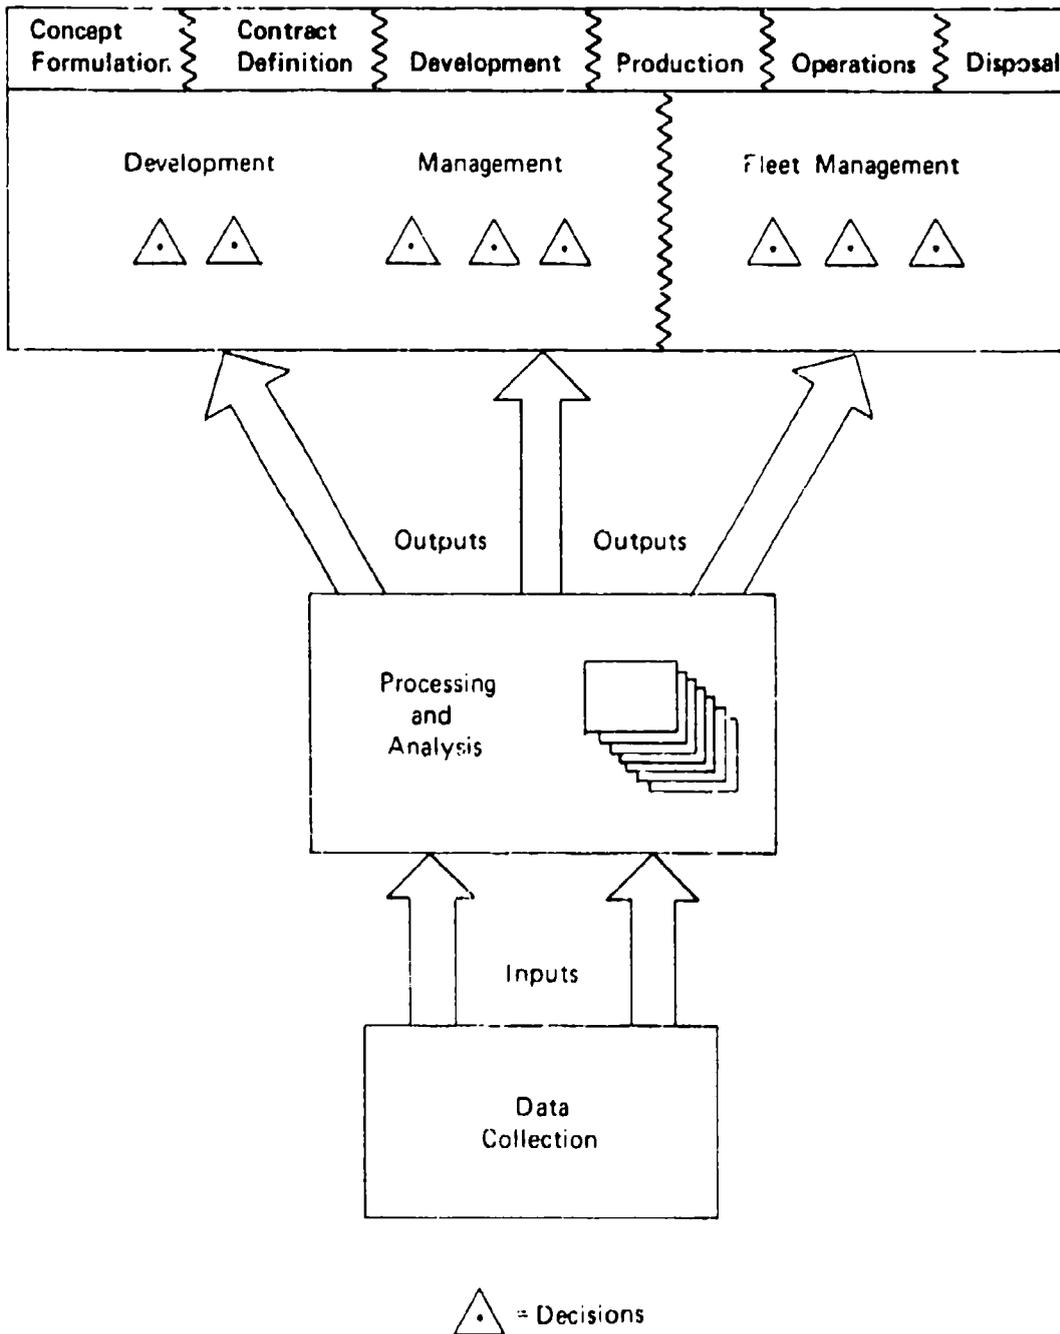 Concept
Formulation
Contract
Definition
Development
Production
Operations
Disposal
Development Management
Fleet Management
Outputs
Outputs
Processing
and
Analysis
Inputs
Data
Collection
= Decisions